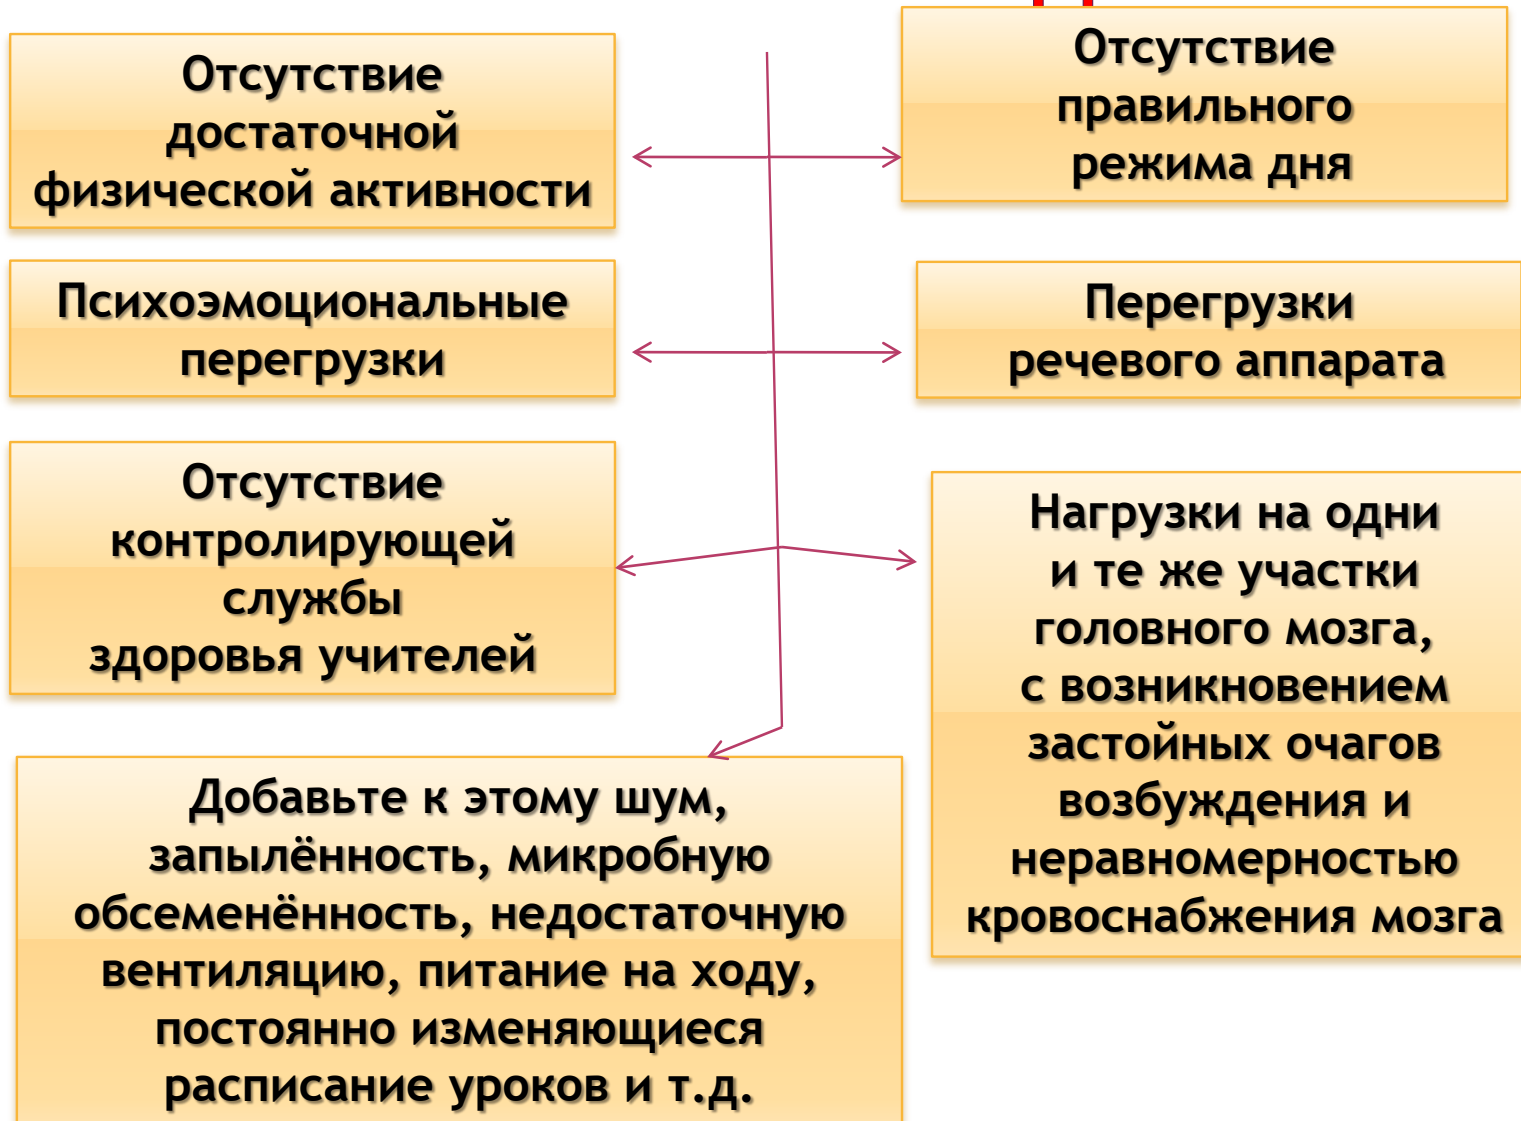 Отсутствие
достаточной
физической активности
Отсутствие
правильного
режима дня
Психоэмоциональные
перегрузки
Перегрузки
речевого аппарата
Отсутствие
контролирующей
службы
здоровья учителей
Нагрузки на одни
и те же участки
головного мозга,
с возникновением
застойных очагов
возбуждения и
неравномерностью
кровоснабжения мозга
Добавьте к этому шум,
запылённость, микробную
обсеменённость, недостаточную
вентиляцию, питание на ходу,
постоянно изменяющиеся
расписание уроков и т.д.